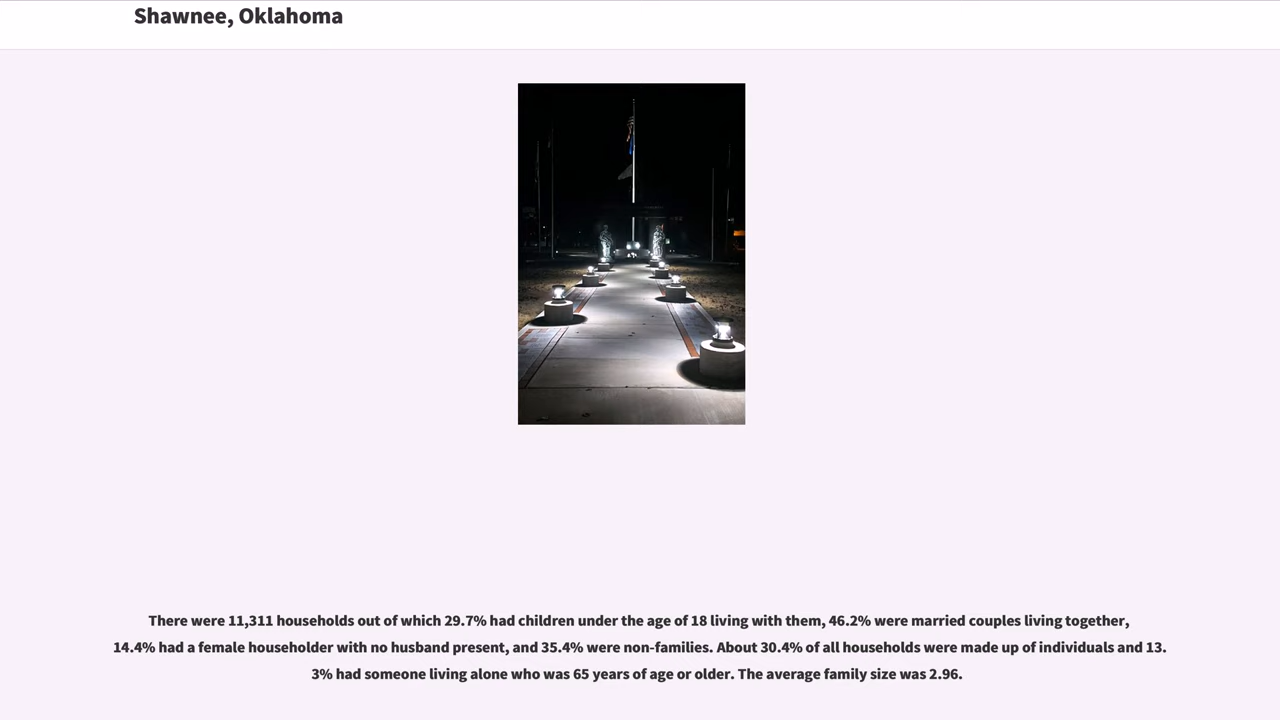 Shawnee, Oklahoma
There were 11,311 households out of which 29.7% had children under the age of 18 living with them, 46.2% were married couples living together,
14.4% had a female householder with no husband present, and 35.4% were non-families. About 30.4% of all households were made up of individuals and 13.
3% had someone living alone who was 65 years of age or older. The average family size was 2.96.